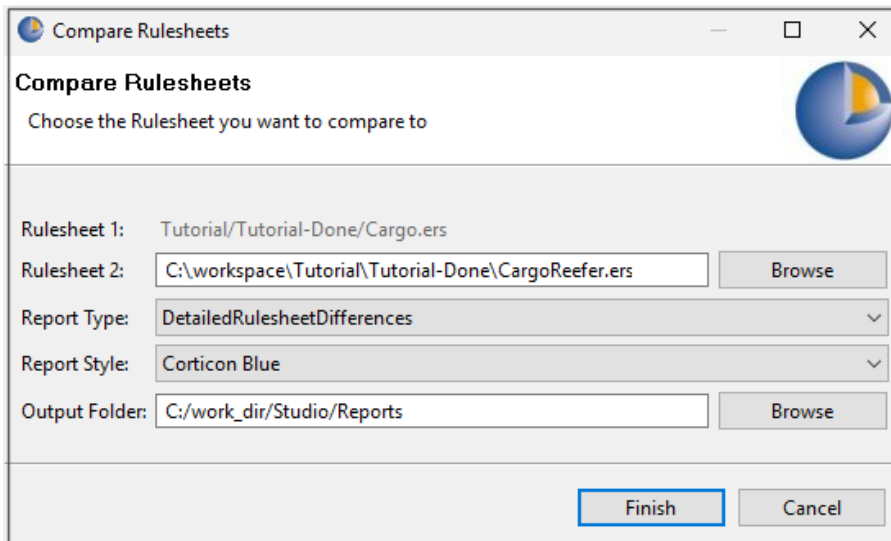 Compare Rulesheets
Compare Rulesheets
Choose the Rulesheet you want to compare to
Rulesheet 1: Tutorial/Tutorial-Done/Cargo.ers
Rulesheet 2: C:\workspace\Tutorial\Tutorial-Done\CargoReefer.ers Browse
Report Type: DetailedRulesheetDifferences
Report Style: Corticon Blue
Output Folder: C:/work_dir/Studio/Reports Browse
Finish Cancel